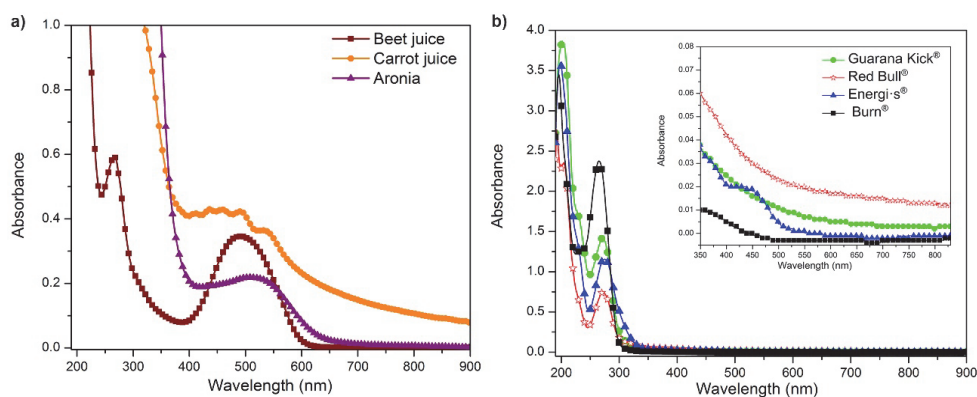 a)
1.0
0.8
0.6
0.4
0.2
0.0
Absorbance
200 300 400 500 600 700 800 900
Wavelength (nm)
Beet juice
Carrot juice
Aronia
b)
4.0
3.5
3.0
2.5
2.0
1.5
1.0
0.5
0.0
Absorbance
200 300 400 500 600 700 800 900
Wavelength (nm)
0.08
0.07
0.06
0.05
0.04
0.03
0.02
0.01
0.00
Absorbance
350 400 450 500 550 600 650 700 750 800
Wavelength (nm)
Guarana Kick®
Red Bull®
Energi·s®
Burn®